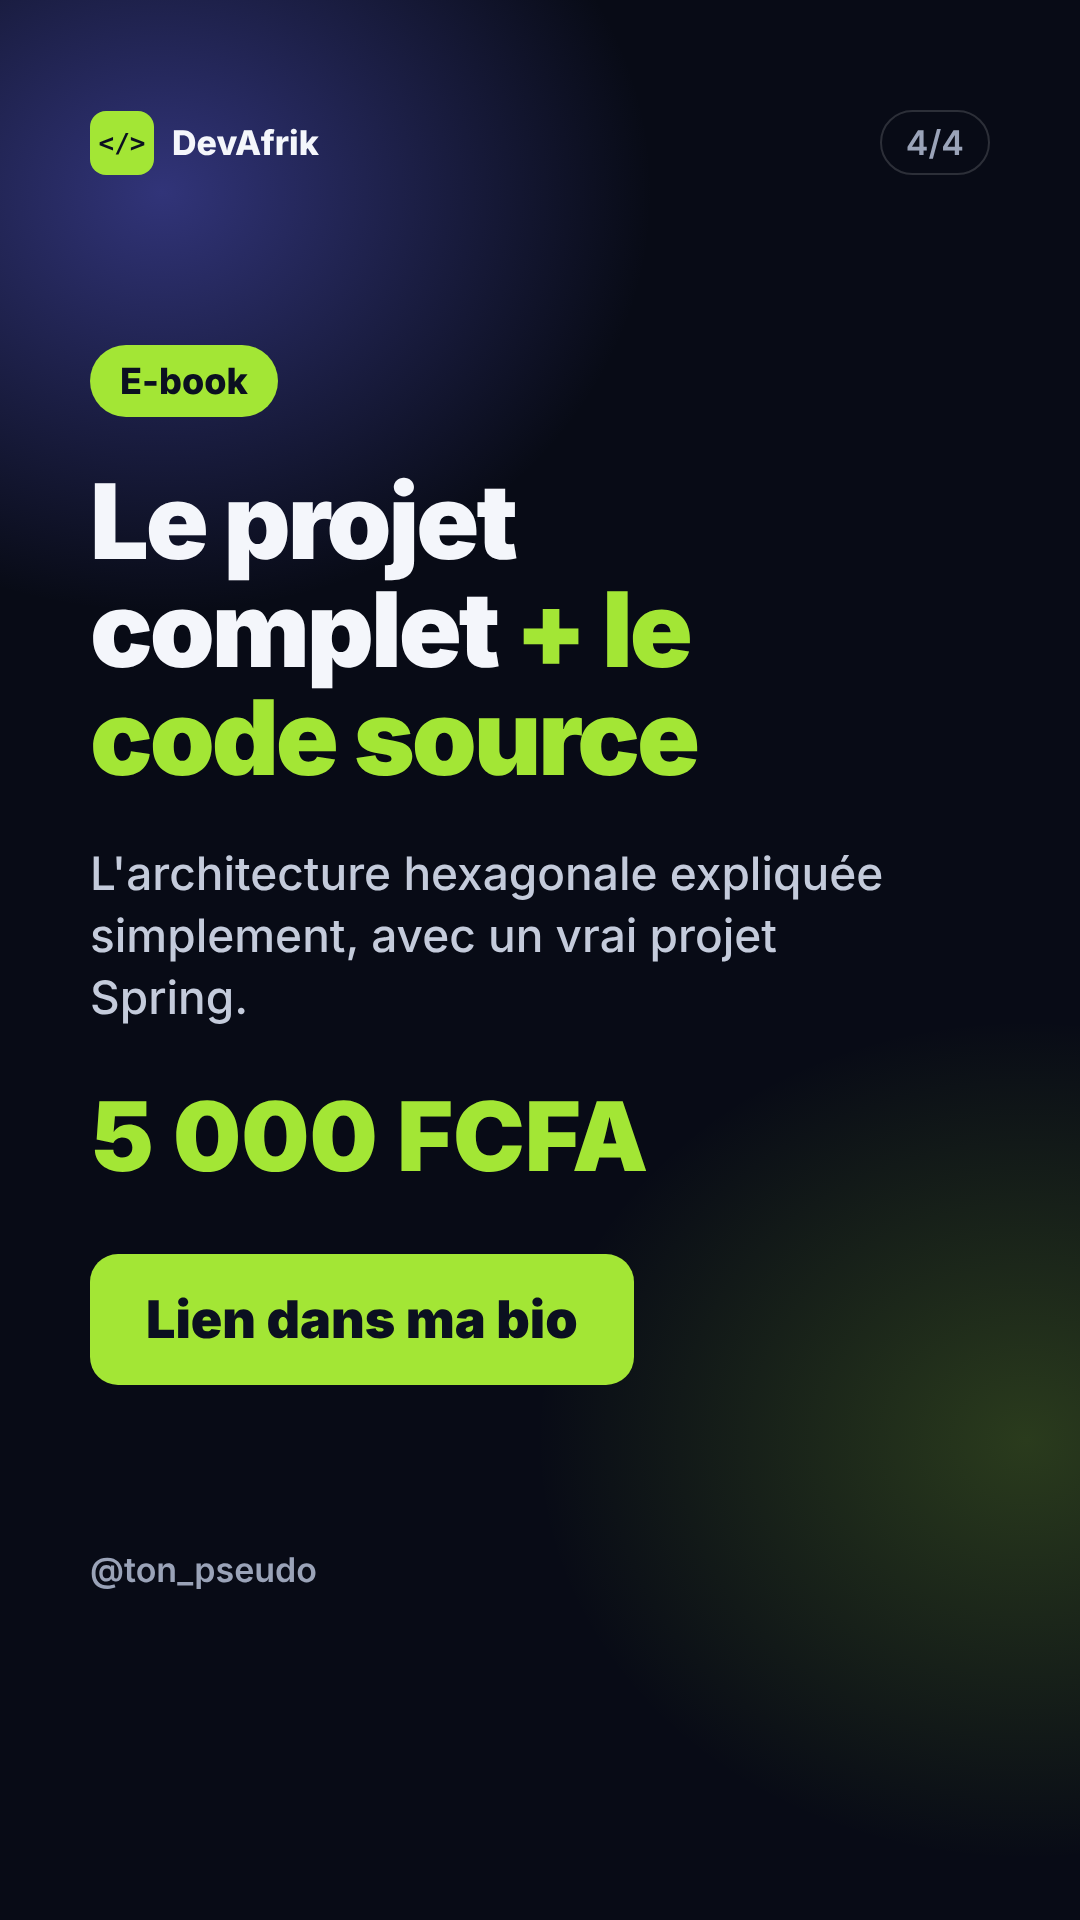 </> DevAfrik
4/4
E-book
Le projet
complet + le
code source
L'architecture hexagonale expliquée
simplement, avec un vrai projet
Spring.
5 000 FCFA
Lien dans ma bio
@ton_pseudo